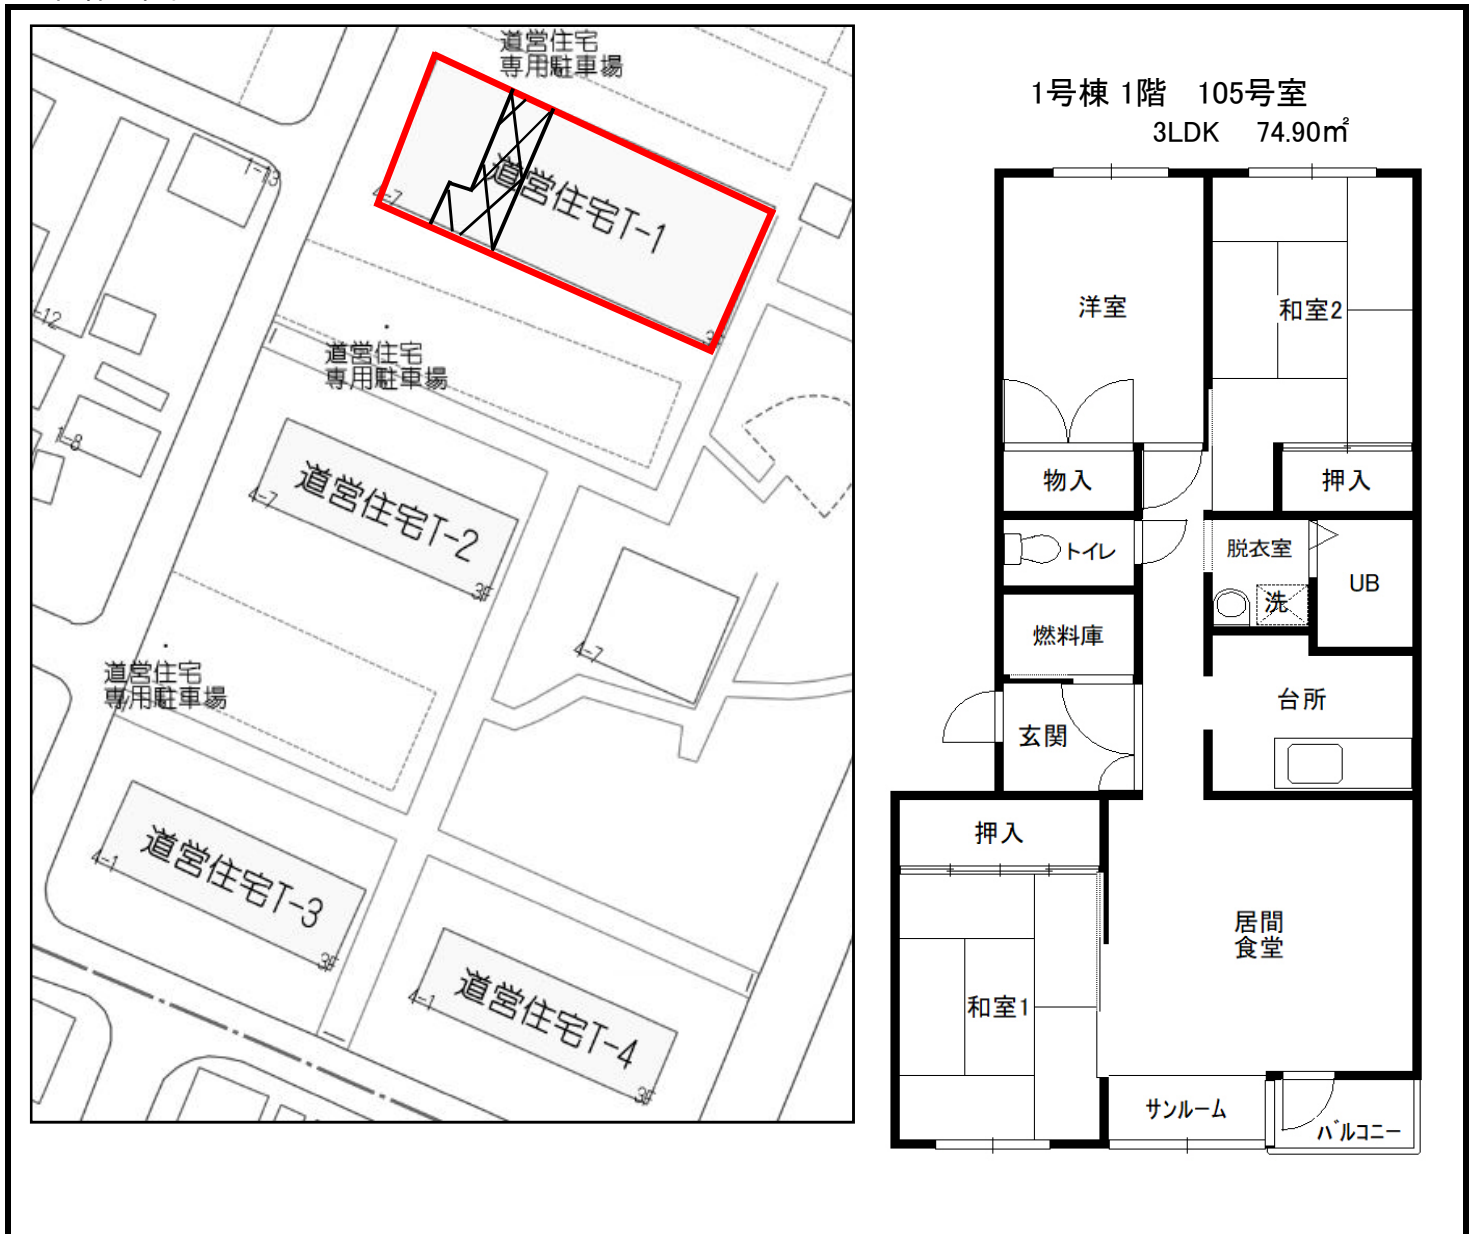 道営住宅
専用駐車場
1-13
4-7
道営住宅T-1
3F
1-12
道営住宅
専用駐車場
1-8
4-7
道営住宅T-2
3F
4-7
道営住宅
専用駐車場
4-1
道営住宅T-3
3F
4-1
道営住宅T-4
3F
1号棟 1階 105号室
3LDK 74.90㎡
洋室
和室2
物入
押入
トイレ
脱衣室
洗
UB
燃料庫
台所
玄関
押入
居間
食堂
和室1
サンルーム
バルコニー